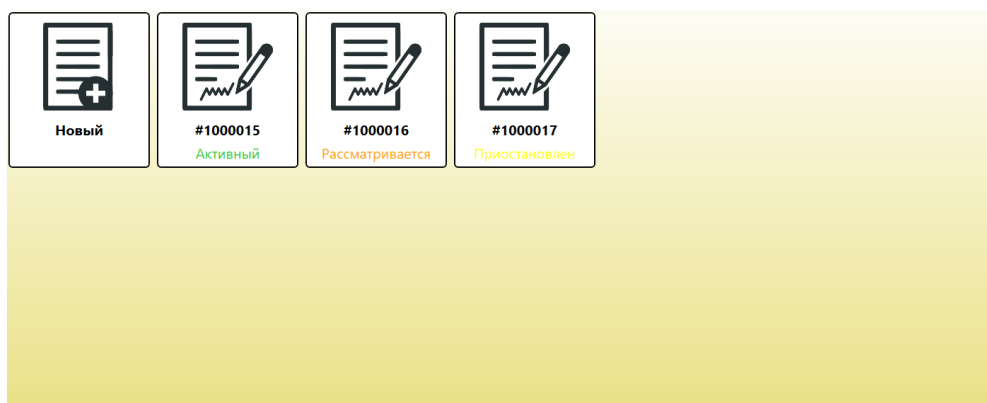 Новый
#1000015
Активный
#1000016
Рассматривается
#1000017
Приостановлен